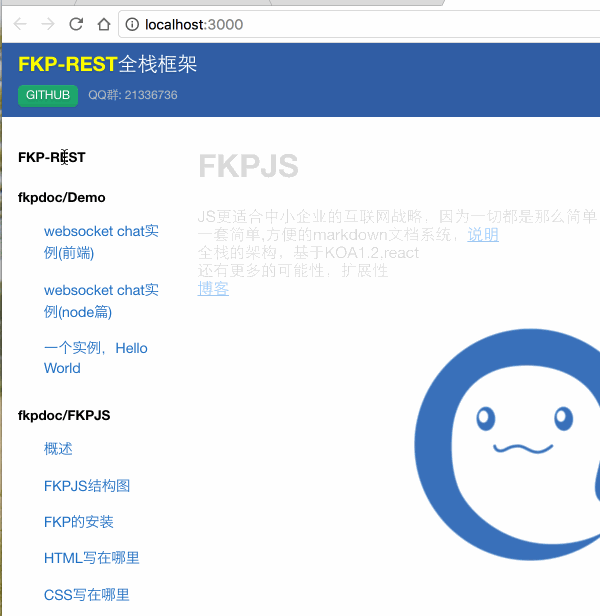 localhost:3000
FKP-REST全栈框架
GITHUB QQ群: 21336736
FKP-REST
fkpdoc/Demo
websocket chat实
例(前端)
websocket chat实
例(node篇)
一个实例，Hello
World
fkpdoc/FKPJS
概述
FKPJS结构图
FKP的安装
HTML写在哪里
CSS写在哪里
FKPJS
JS更适合中小企业的互联网战略，因为一切都是那么简单
一套简单,方便的markdown文档系统，说明
全栈的架构，基于KOA1.2.react
还有更多的可能性，扩展性
博客